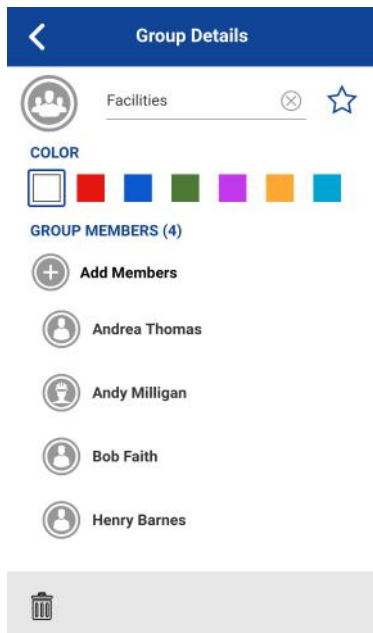 Group Details
Facilities
COLOR
GROUP MEMBERS (4)
Add Members
Andrea Thomas
Andy Milligan
Bob Faith
Henry Barnes